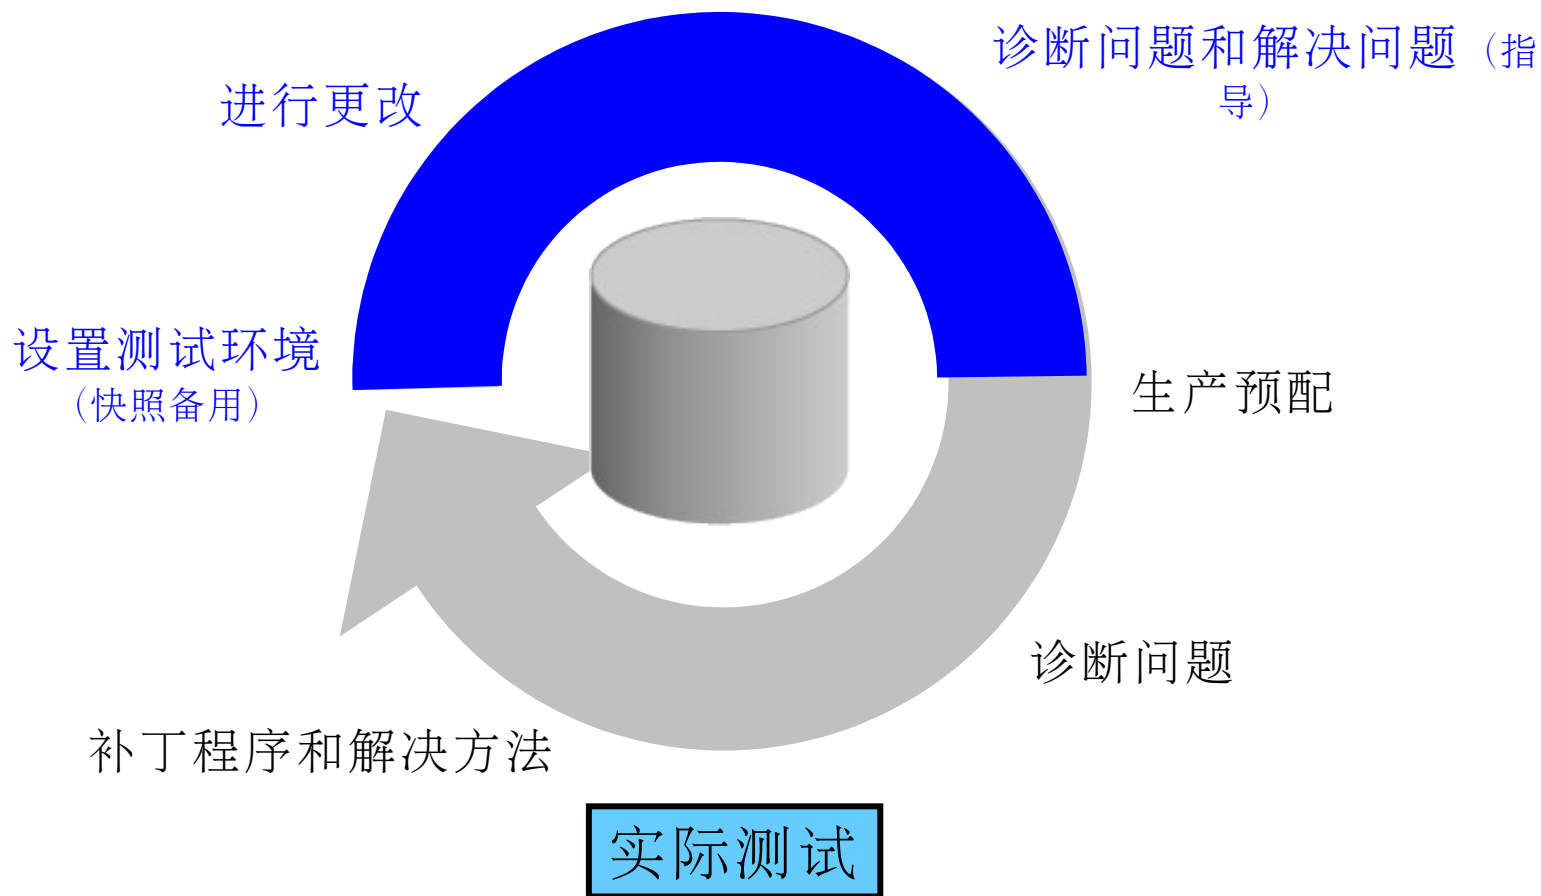 诊断问题和解决问题（指
导）
进行更改
设置测试环境
（快照备用）
生产预配
诊断问题
补丁程序和解决方法
实际测试